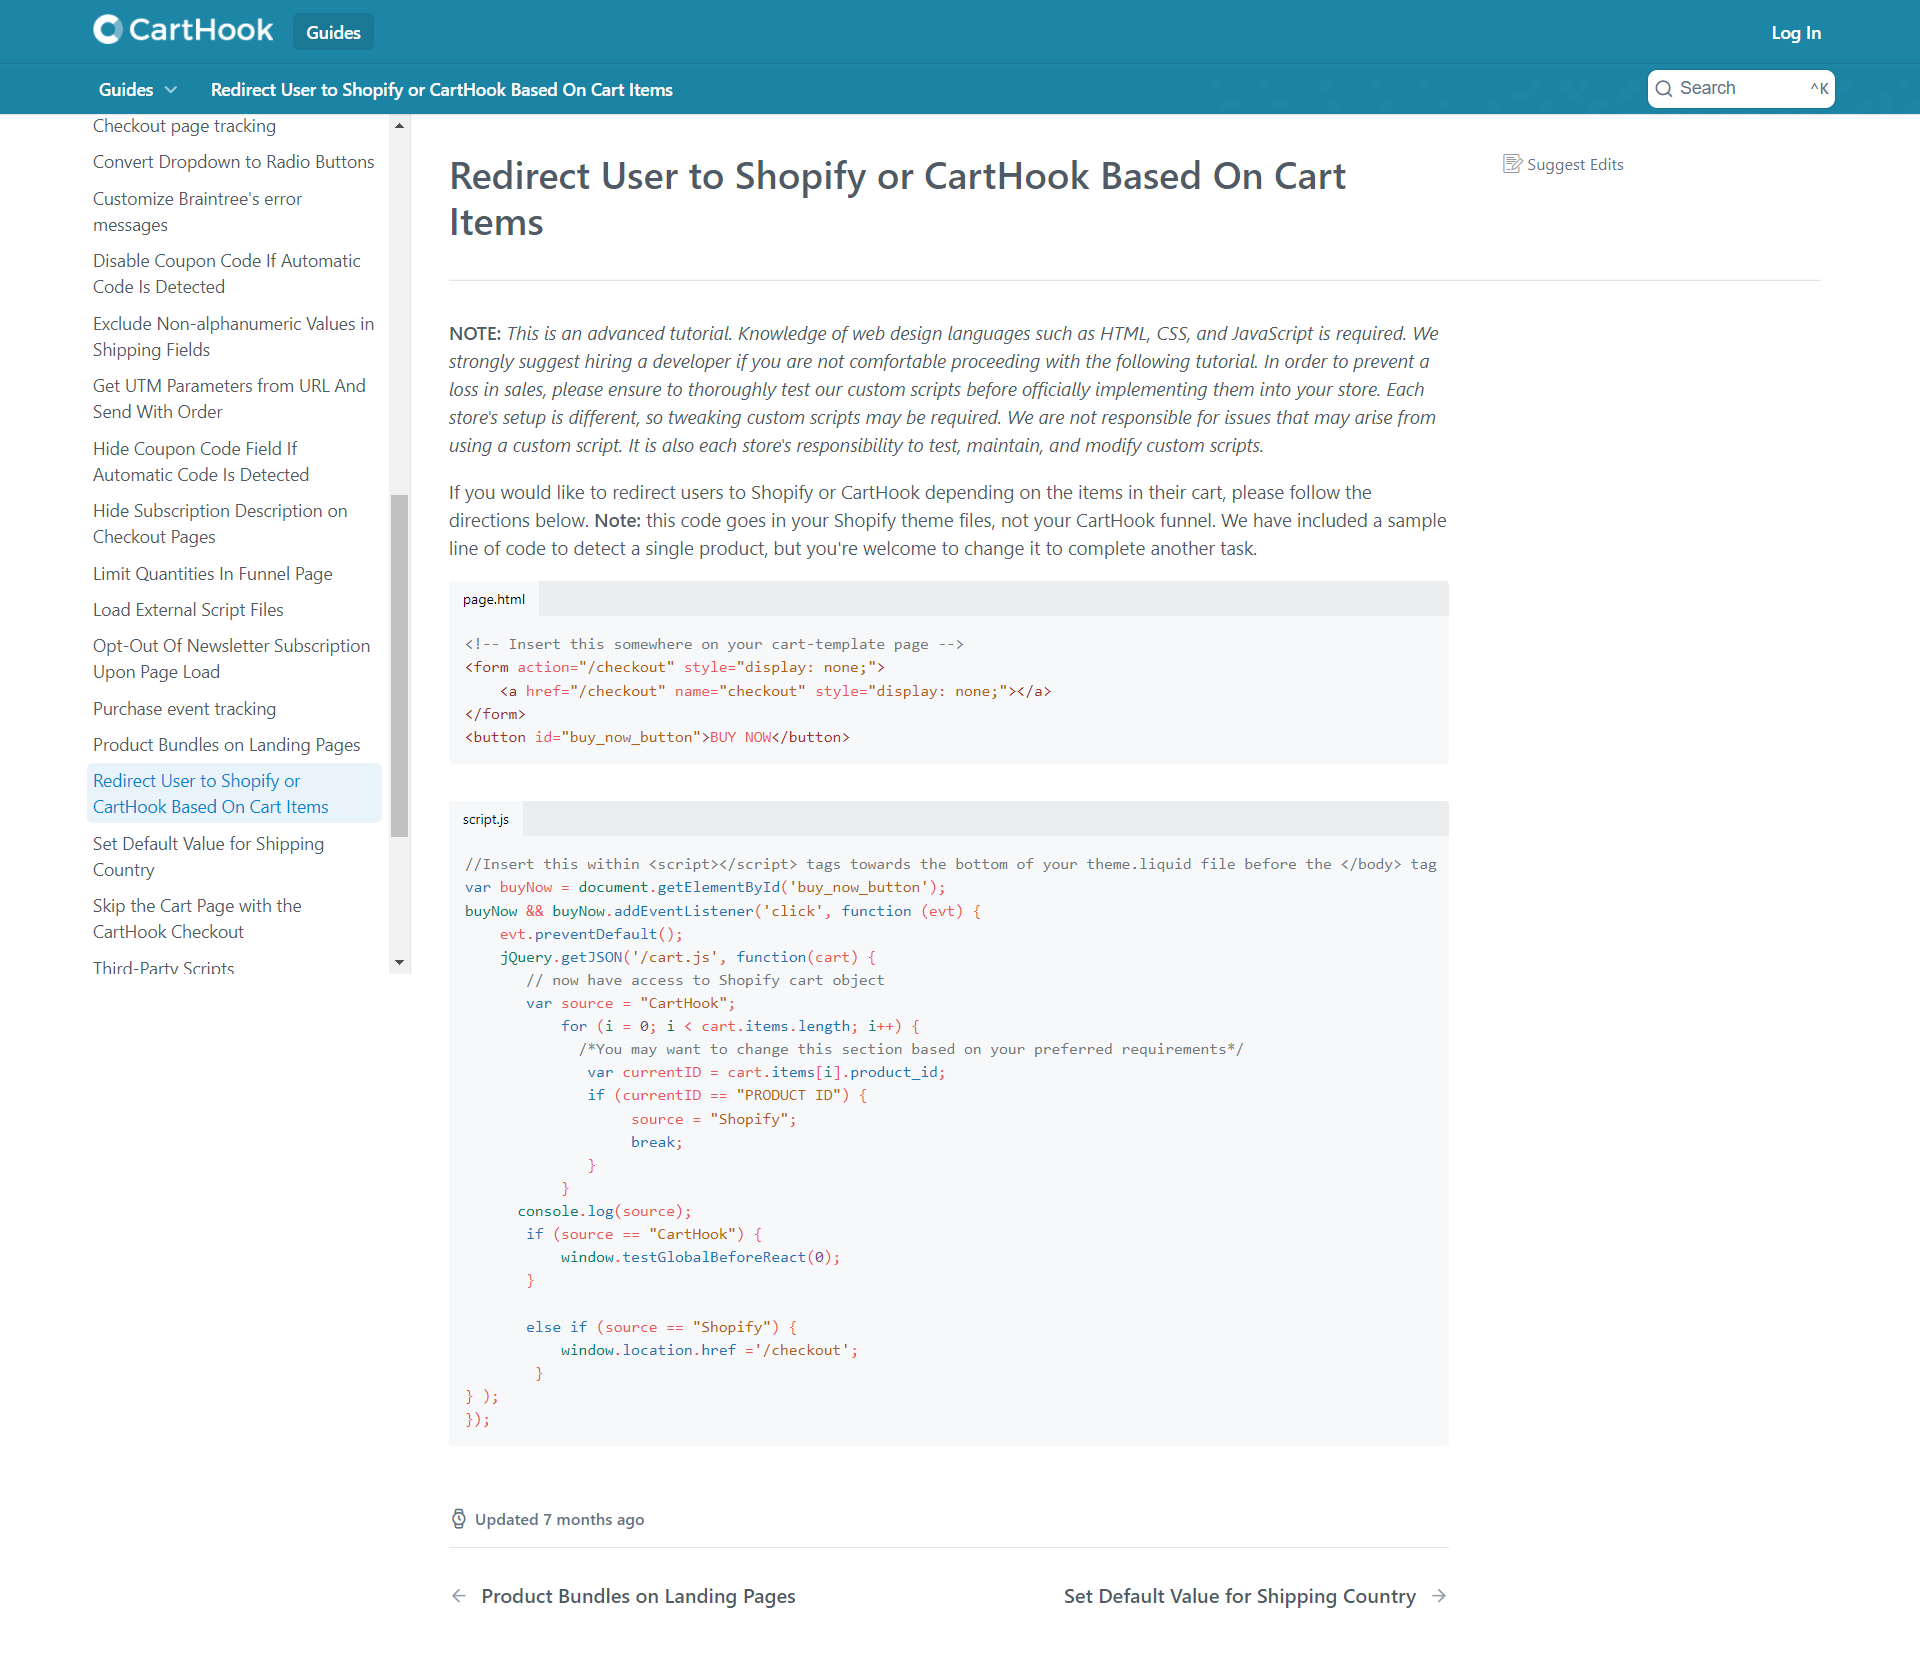 CartHook
Guides
Log In
Guides
Redirect User to Shopify or CartHook Based On Cart Items
Search
^K
Checkout page tracking
Convert Dropdown to Radio Buttons
Customize Braintree's error
messages
Disable Coupon Code If Automatic
Code Is Detected
Exclude Non-alphanumeric Values in
Shipping Fields
Get UTM Parameters from URL And
Send With Order
Hide Coupon Code Field If
Automatic Code Is Detected
Hide Subscription Description on
Checkout Pages
Limit Quantities In Funnel Page
Load External Script Files
Opt-Out Of Newsletter Subscription
Upon Page Load
Purchase event tracking
Product Bundles on Landing Pages
Redirect User to Shopify or
CartHook Based On Cart Items
Set Default Value for Shipping
Country
Skip the Cart Page with the
CartHook Checkout
Third-Party Scripts
Redirect User to Shopify or CartHook Based On Cart
Items
Suggest Edits
NOTE: This is an advanced tutorial. Knowledge of web design languages such as HTML, CSS, and JavaScript is required. We
strongly suggest hiring a developer if you are not comfortable proceeding with the following tutorial. In order to prevent a
loss in sales, please ensure to thoroughly test our custom scripts before officially implementing them into your store. Each
store's setup is different, so tweaking custom scripts may be required. We are not responsible for issues that may arise from
using a custom script. It is also each store's responsibility to test, maintain, and modify custom scripts.
If you would like to redirect users to Shopify or CartHook depending on the items in their cart, please follow the
directions below. Note: this code goes in your Shopify theme files, not your CartHook funnel. We have included a sample
line of code to detect a single product, but you're welcome to change it to complete another task.
page.html
<!-- Insert this somewhere on your cart-template page -->
<form action="/checkout" style="display: none;">
    <a href="/checkout" name="checkout" style="display: none;"></a>
</form>
<button id="buy_now_button">BUY NOW</button>
script.js
//Insert this within <script></script> tags towards the bottom of your theme.liquid file before the </body> tag
var buyNow = document.getElementById('buy_now_button');
buyNow && buyNow.addEventListener('click', function (evt) {
    evt.preventDefault();
    jQuery.getJSON('/cart.js', function(cart) {
       // now have access to Shopify cart object
       var source = "CartHook";
           for (i = 0; i < cart.items.length; i++) {
             /*You may want to change this section based on your preferred requirements*/
              var currentID = cart.items[i].product_id;
              if (currentID == "PRODUCT ID") {
                   source = "Shopify";
                   break;
              }
           }
      console.log(source);
       if (source == "CartHook") {
           window.testGlobalBeforeReact(0);
       }
       else if (source == "Shopify") {
           window.location.href ='/checkout';
        }
} );
});
Updated 7 months ago
← Product Bundles on Landing Pages
Set Default Value for Shipping Country →